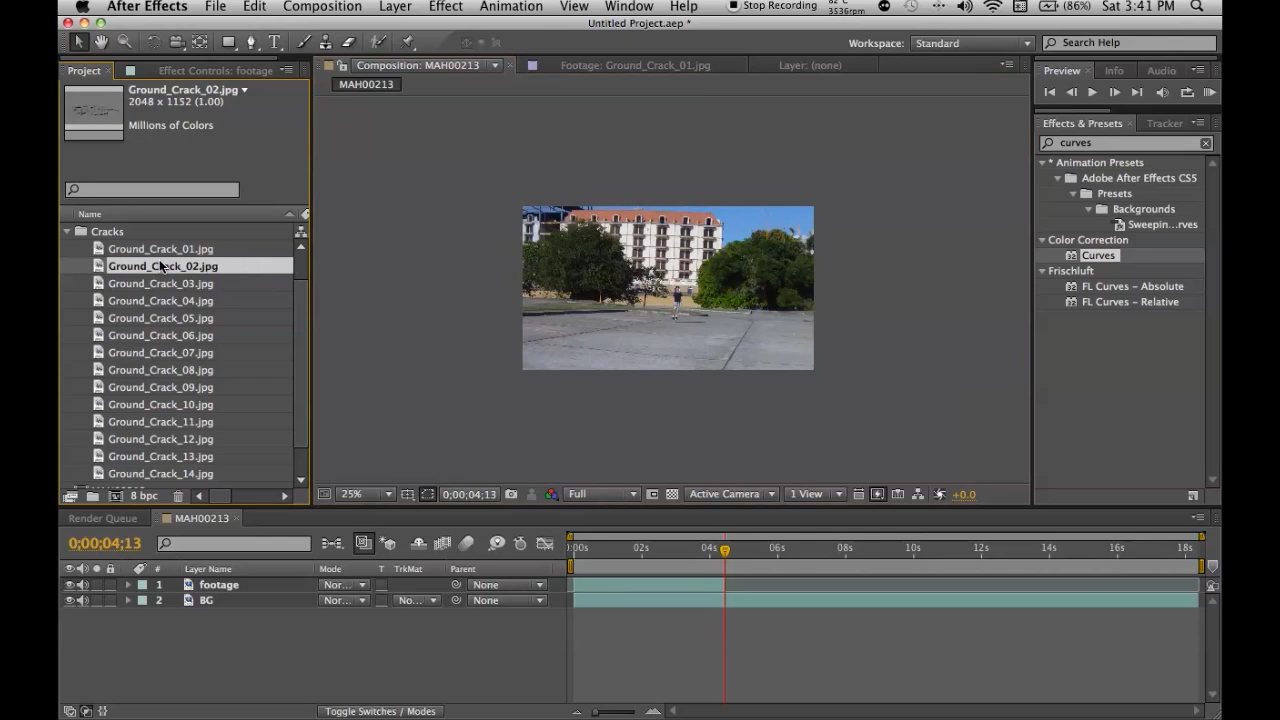 After Effects File Edit Composition Layer Effect Animation View Window Help Stop Recording 3536rpm (86%) Sat 3:41 PM
Untitled Project.aep *
Workspace: Standard Search Help
Project Effect Controls: footage
Composition: MAH00213 Footage: Ground_Crack_01.jpg Layer: (none)
Preview Info Audio
MAH00213
Ground_Crack_02.jpg
2048 x 1152 (1.00)
Millions of Colors
Effects & Presets Tracker
curves
* Animation Presets
Adobe After Effects CS5
Presets
Backgrounds
Sweepin...rves
Color Correction
Curves
Frischluft
FL Curves – Absolute
FL Curves – Relative
Name
Cracks
Ground_Crack_01.jpg
Ground_Crack_02.jpg
Ground_Crack_03.jpg
Ground_Crack_04.jpg
Ground_Crack_05.jpg
Ground_Crack_06.jpg
Ground_Crack_07.jpg
Ground_Crack_08.jpg
Ground_Crack_09.jpg
Ground_Crack_10.jpg
Ground_Crack_11.jpg
Ground_Crack_12.jpg
Ground_Crack_13.jpg
Ground_Crack_14.jpg
8 bpc
25% 0;00;04;13 Full Active Camera 1 View +0.0
Render Queue MAH00213
0;00;04;13
:00s 02s 04s 06s 08s 10s 12s 14s 16s 18s
# Layer Name Mode T TrkMat Parent
1 footage Nor... None
2 BG Nor... No... None
Toggle Switches / Modes